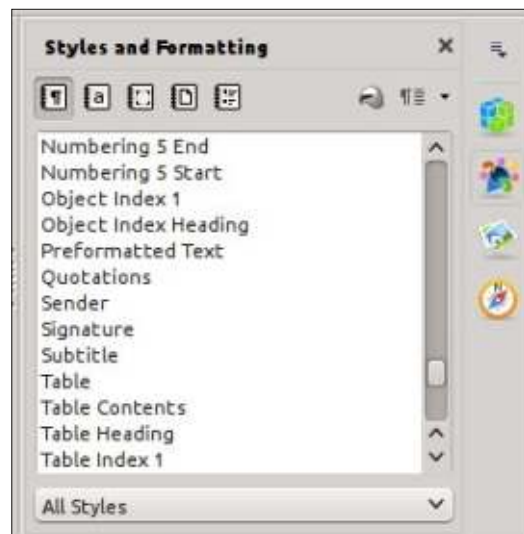 Styles and Formatting
Numbering 5 End
Numbering 5 Start
Object Index 1
Object Index Heading
Preformatted Text
Quotations
Sender
Signature
Subtitle
Table
Table Contents
Table Heading
Table Index 1
All Styles